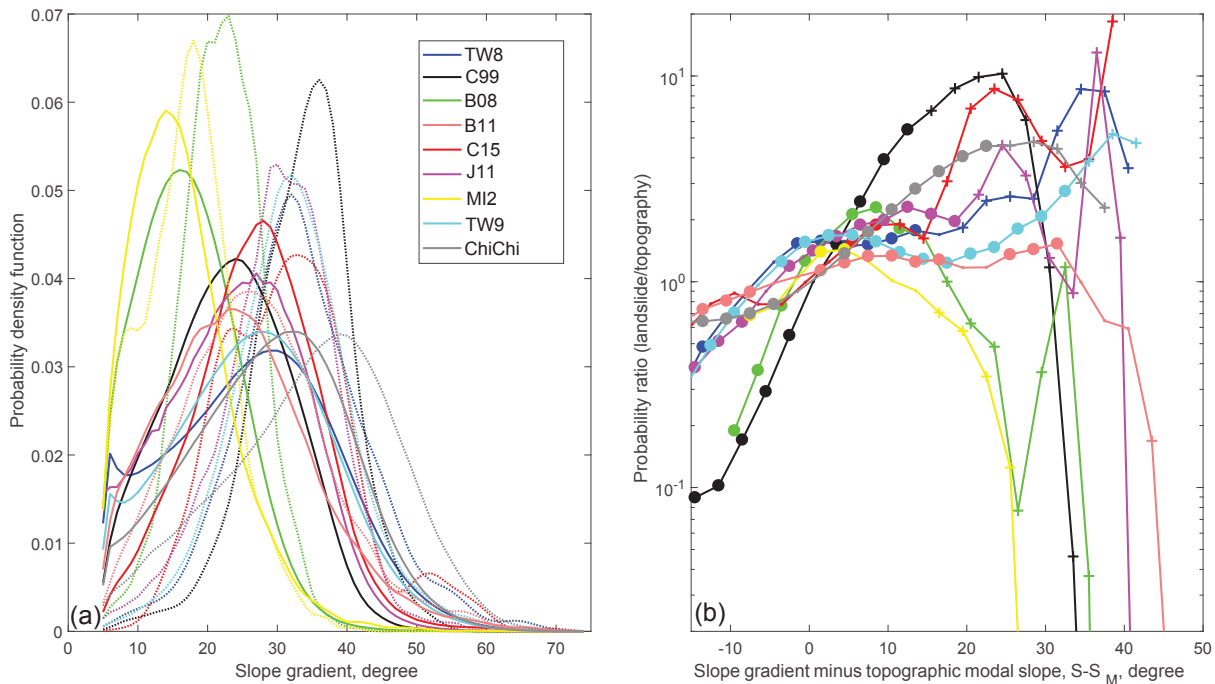 0.07
0.06
0.05
0.04
0.03
0.02
0.01
0
Probability density function
TW8
C99
B08
B11
C15
J11
MI2
TW9
ChiChi
(a)
0 10 20 30 40 50 60 70
Slope gradient, degree
10^1
10^0
10^-1
Probability ratio (landslide/topography)
(b)
-10 0 10 20 30 40 50
Slope gradient minus topographic modal slope, S-S_M, degree